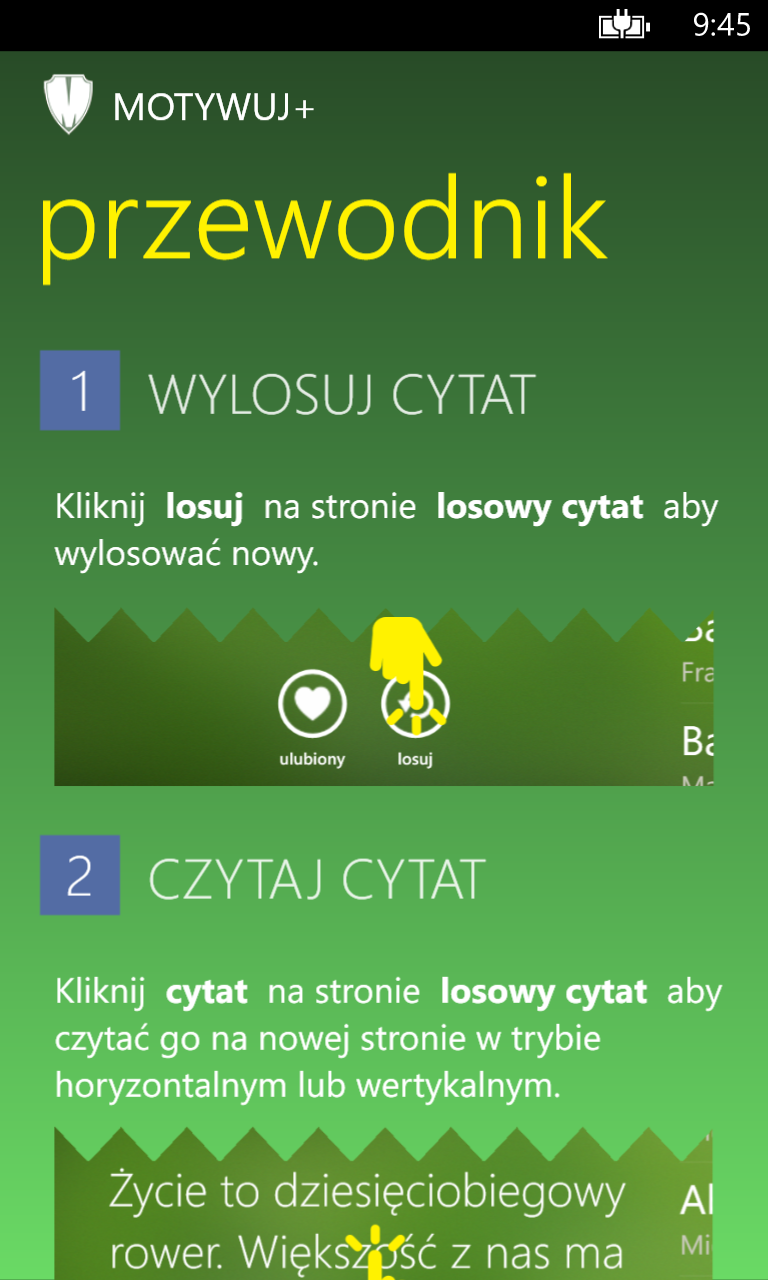 9:45
MOTYWUJ+
przewodnik
1 WYLOSUJ CYTAT
Kliknij losuj na stronie losowy cytat aby
wylosować nowy.
Fra
Ba
ulubiony losuj
2 CZYTAJ CYTAT
Kliknij cytat na stronie losowy cytat aby
czytać go na nowej stronie w trybie
horyzontalnym lub wertykalnym.
Życie to dziesięciobiegowy
rower. Większość z nas ma
Al
Mi